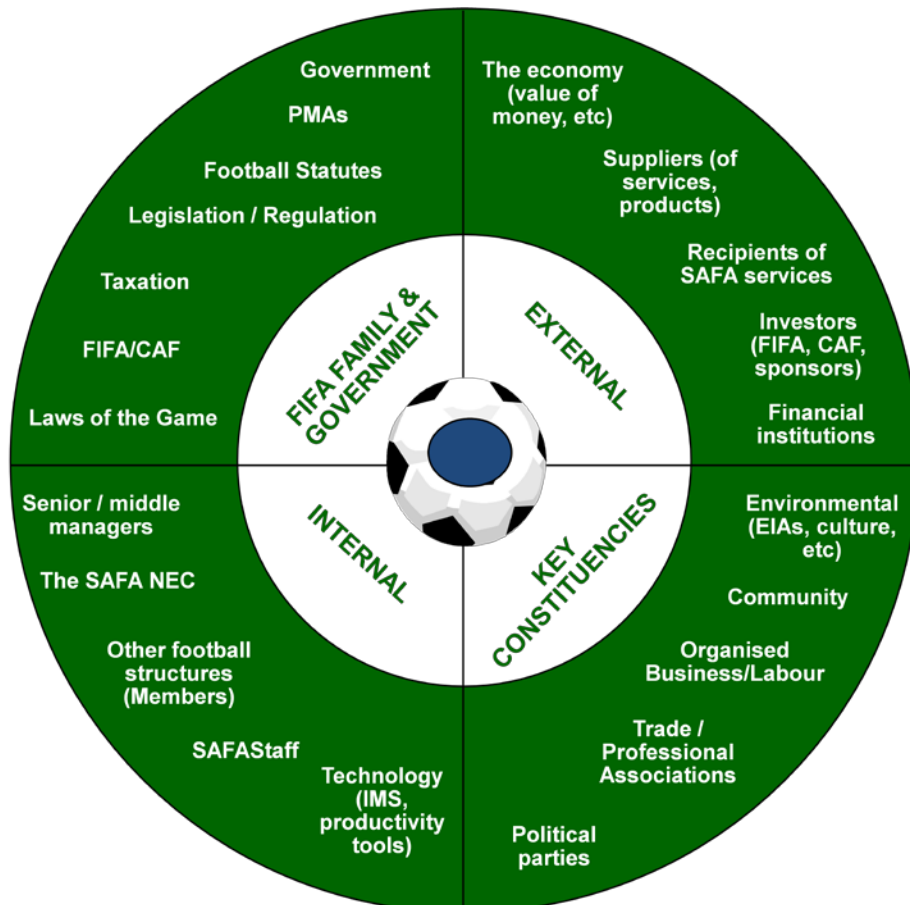 Government
PMAs
Football Statutes
Legislation / Regulation
Taxation
FIFA/CAF
Laws of the Game
FIFA FAMILY &
GOVERNMENT
The economy
(value of
money, etc)
Suppliers (of
services,
products)
Recipients of
SAFA services
Investors
(FIFA, CAF,
sponsors)
Financial
institutions
EXTERNAL
Senior / middle
managers
The SAFA NEC
Other football
structures
(Members)
SAFAStaff
Technology
(IMS,
productivity
tools)
INTERNAL
Environmental
(EIAs, culture,
etc)
Community
Organised
Business/Labour
Trade /
Professional
Associations
Political
parties
KEY
CONSTITUENCIES